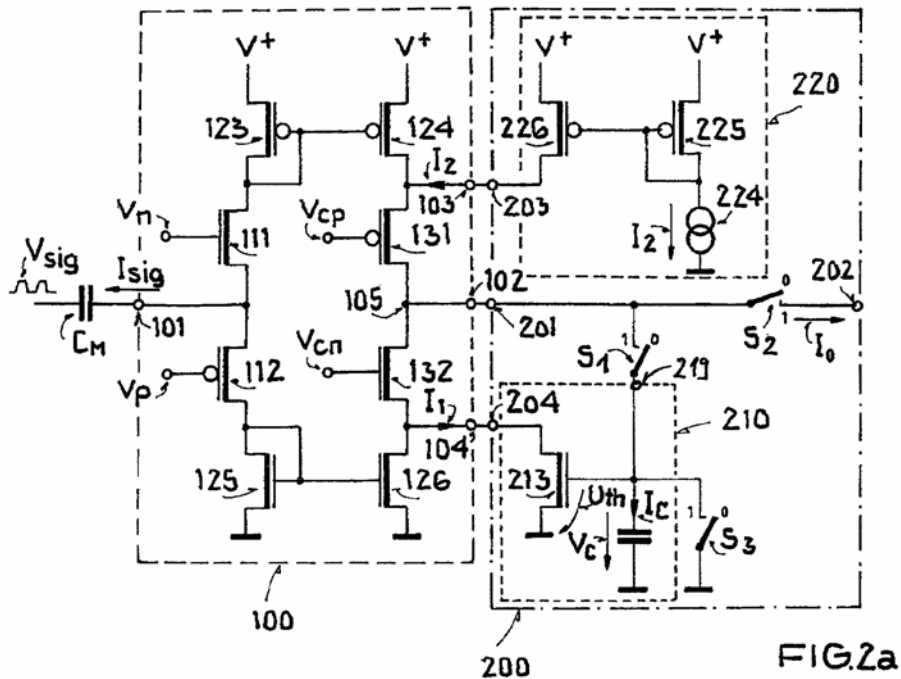 V+ V+ V+ V+
220
123 124 226 225
I2
103 203
224
Vn 111 Vcp 131
I2
202
Vsig Isig
102
105 201
101
S2 0 1 I0
CM
S1 1 0 219
Vp 112 Vcn 132
I1 204
104
210
125 126 213
Uth IC
VC
1 0 S3
100
200
FIG.2a